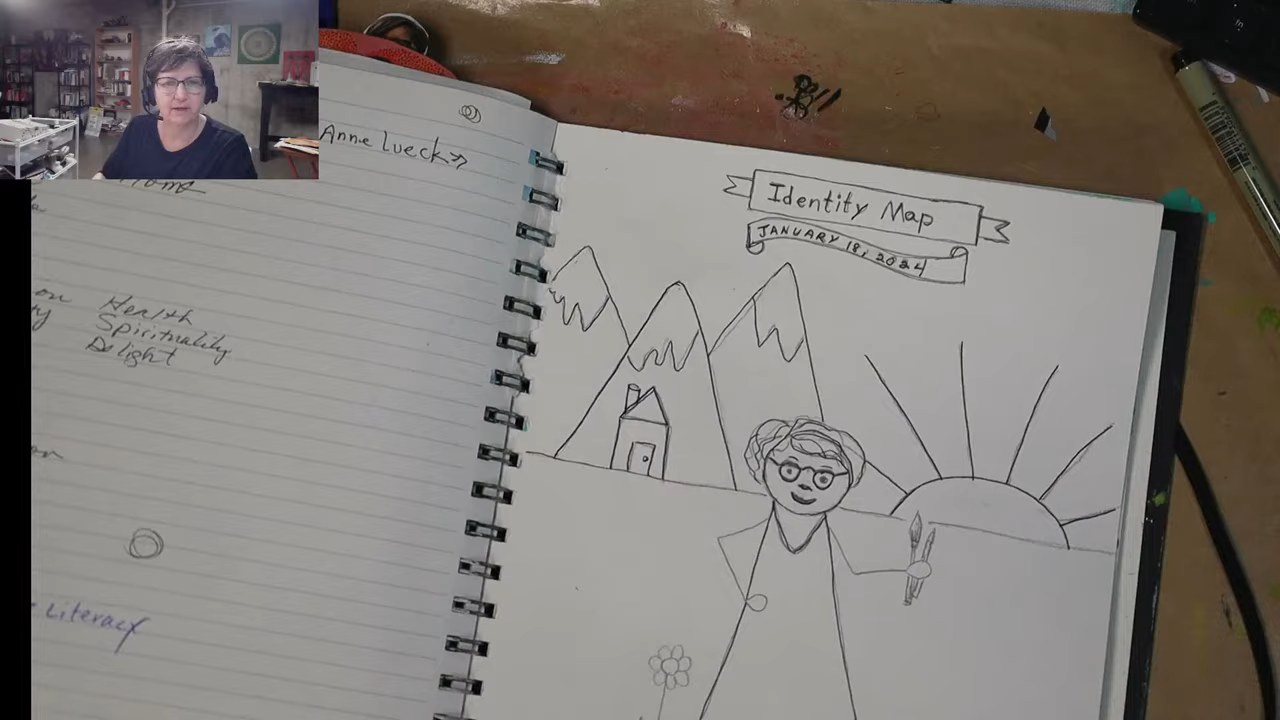 Anne Lueck
Health
Spirituality
Delight
Literacy
Identity Map
JANUARY 18, 2024